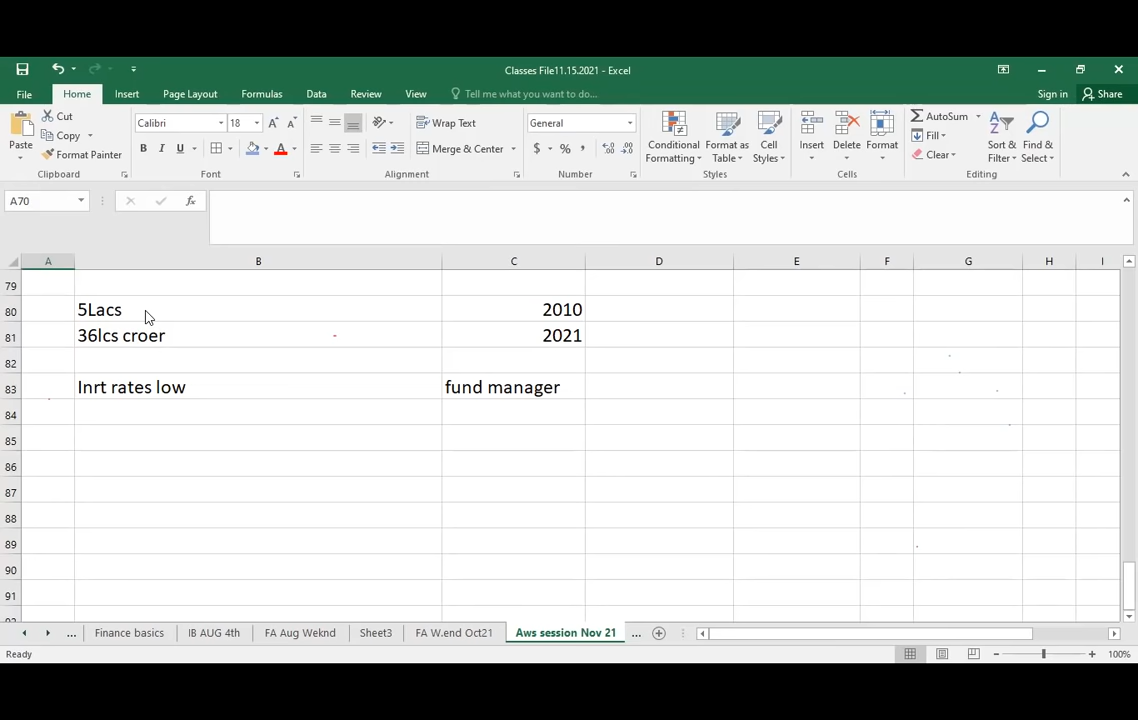 Classes File11.15.2021 - Excel
File Home Insert Page Layout Formulas Data Review View Tell me what you want to do... Sign in Share
Cut Calibri 18 A A Wrap Text General AutoSum
Copy Fill
Paste Format Painter B I U A Merge & Center $ % , Conditional Formatting Format as Table Cell Styles Insert Delete Format Clear Sort & Filter Find & Select
Clipboard Font Alignment Number Styles Cells Editing
A70 fx
A B C D E F G H I
79
80 5Lacs 2010
81 36lcs croer 2021
82
83 Inrt rates low fund manager
84
85
86
87
88
89
90
91
... Finance basics IB AUG 4th FA Aug Weknd Sheet3 FA W.end Oct21 Aws session Nov 21 ...
Ready 100%